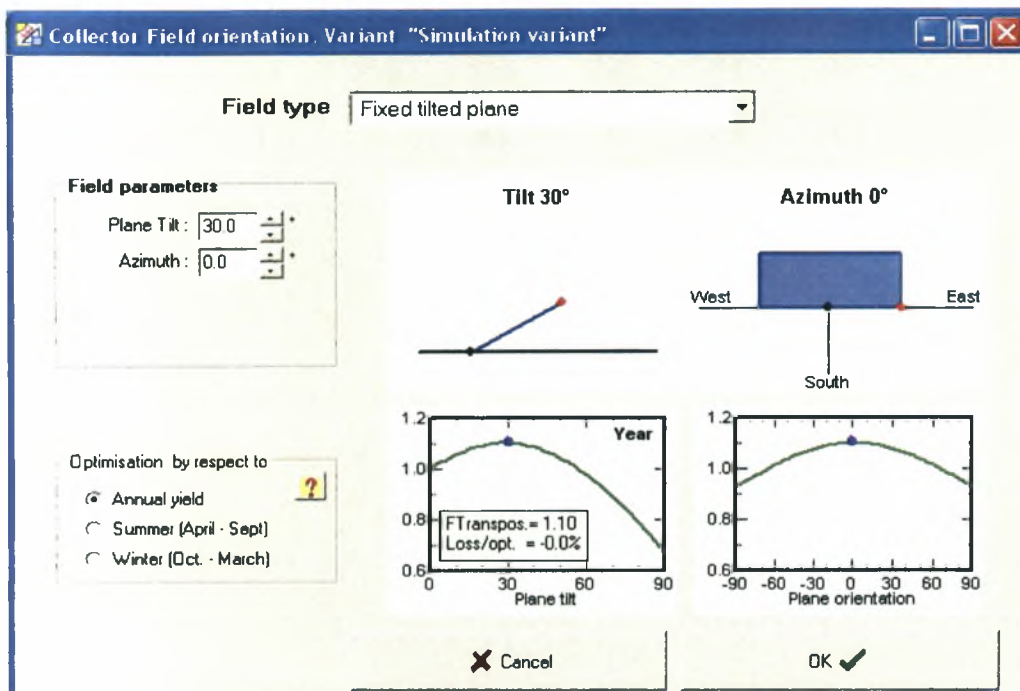 Collector Field orientation, Variant "Simulation variant"
Field type Fixed tilted plane
Field parameters
Plane Tilt : 30.0 °
Azimuth : 0.0 °
Tilt 30°
Azimuth 0°
West East
South
Optimisation by respect to
Annual yield
Summer (April - Sept)
Winter (Oct. - March)
?
1.2
1.0
0.8
0.6
Year
FTranspos.= 1.10
Loss/opt. = -0.0%
0 30 60 90
Plane tilt
1.2
1.0
0.8
0.6
-90 -60 -30 0 30 60 90
Plane orientation
Cancel
OK